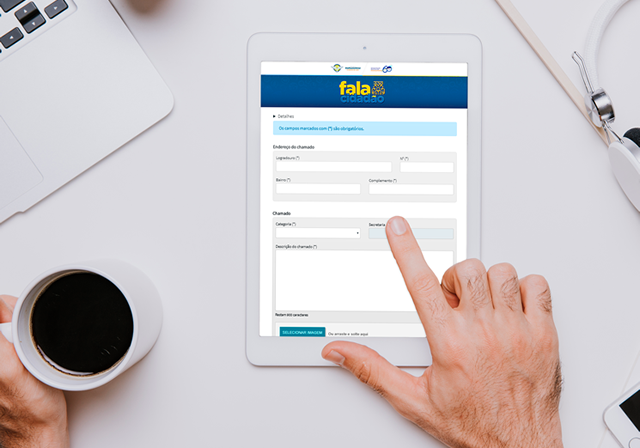 fala
cidadão
Detalhes
Os campos marcados com (*) são obrigatórios.
Endereço do chamado
Logradouro (*) Nº (*)
Bairro (*) Complemento (*)
Chamado
Categoria (*) Secretaria
Descrição do chamado (*)
Restam 600 caracteres
SELECIONAR IMAGEM Ou arraste e solte aqui